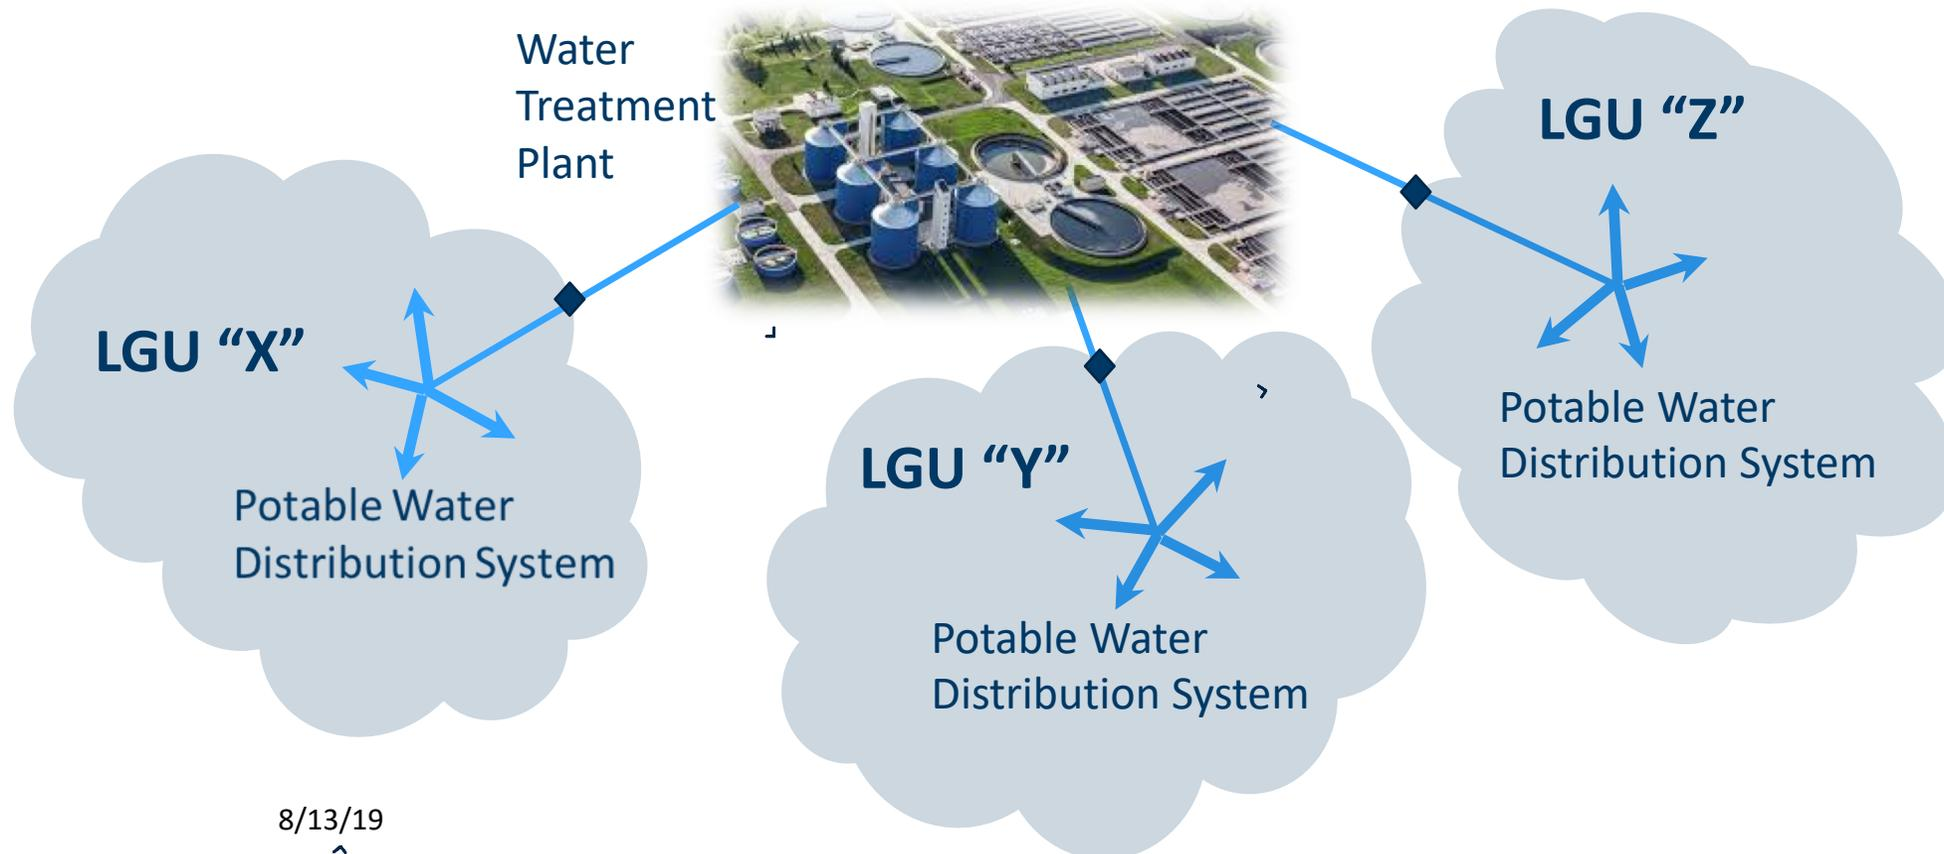 Water
Treatment
Plant
LGU “X”
Potable Water
Distribution System
LGU “Y”
Potable Water
Distribution System
LGU “Z”
Potable Water
Distribution System
8/13/19